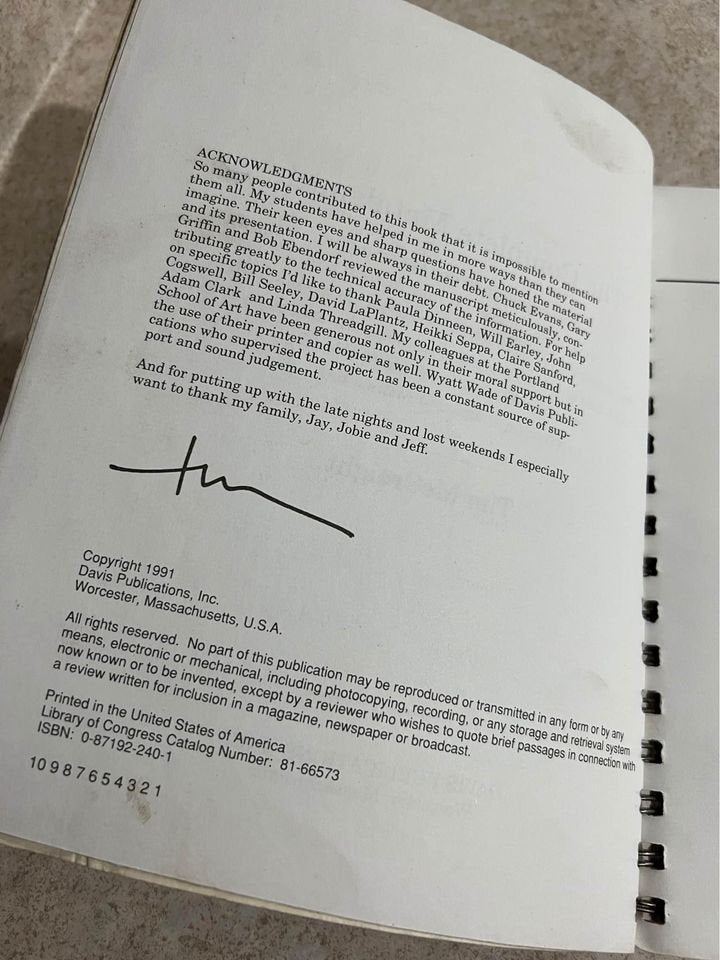 ACKNOWLEDGMENTS
So many people contributed to this book that it is impossible to mention
them all. My students have helped in me in more ways than they can
imagine. Their keen eyes and sharp questions have honed the material
and its presentation. I will be always in their debt. Chuck Evans, Gary
Griffin and Bob Ebendorf reviewed the manuscript meticulously, con-
tributing greatly to the technical accuracy of the information. For help
on specific topics I'd like to thank Paula Dinneen, Will Earley, John
Cogswell, Bill Seeley, David LaPlantz, Heikki Seppa, Claire Sanford,
Adam Clark and Linda Threadgill. My colleagues at the Portland
School of Art have been generous not only in their moral support but in
the use of their printer and copier as well. Wyatt Wade of Davis Publi-
cations who supervised the project has been a constant source of sup-
port and sound judgement.
And for putting up with the late nights and lost weekends I especially
want to thank my family, Jay, Jobie and Jeff.
Copyright 1991
Davis Publications, Inc.
Worcester, Massachusetts, U.S.A.
All rights reserved. No part of this publication may be reproduced or transmitted in any form or by any
means, electronic or mechanical, including photocopying, recording, or any storage and retrieval system
now known or to be invented, except by a reviewer who wishes to quote brief passages in connection with
a review written for inclusion in a magazine, newspaper or broadcast.
Printed in the United States of America
Library of Congress Catalog Number: 81-66573
ISBN: 0-87192-240-1
10 9 8 7 6 5 4 3 2 1